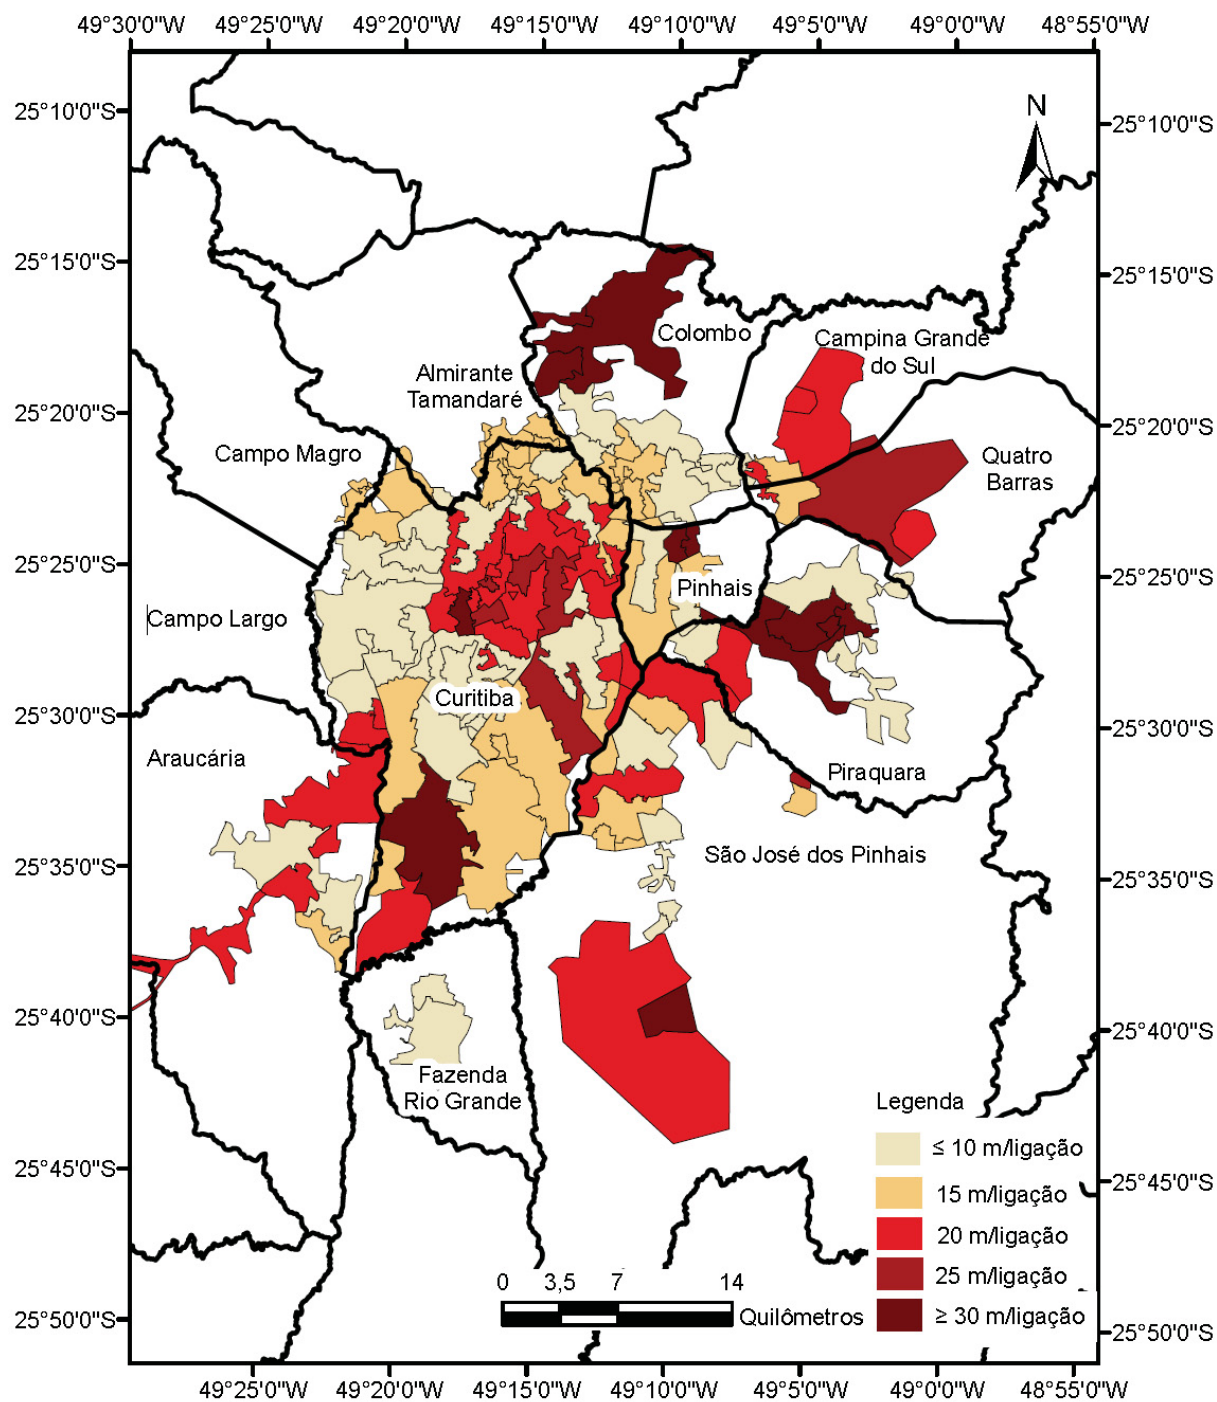 49°30'0"W 49°25'0"W 49°20'0"W 49°15'0"W 49°10'0"W 49°5'0"W 49°0'0"W 48°55'0"W
N
25°10'0"S 25°10'0"S
25°15'0"S 25°15'0"S
Colombo
Campina Grande
do Sul
Almirante
Tamandaré
25°20'0"S 25°20'0"S
Campo Magro
Quatro
Barras
25°25'0"S 25°25'0"S
Pinhais
Campo Largo
Curitiba
25°30'0"S 25°30'0"S
Araucária
Piraquara
São José dos Pinhais
25°35'0"S 25°35'0"S
25°40'0"S 25°40'0"S
Fazenda
Rio Grande
Legenda
≤ 10 m/ligação
15 m/ligação
20 m/ligação
25 m/ligação
≥ 30 m/ligação
25°45'0"S 25°45'0"S
0 3,5 7 14
Quilômetros
25°50'0"S 25°50'0"S
49°25'0"W 49°20'0"W 49°15'0"W 49°10'0"W 49°5'0"W 49°0'0"W 48°55'0"W